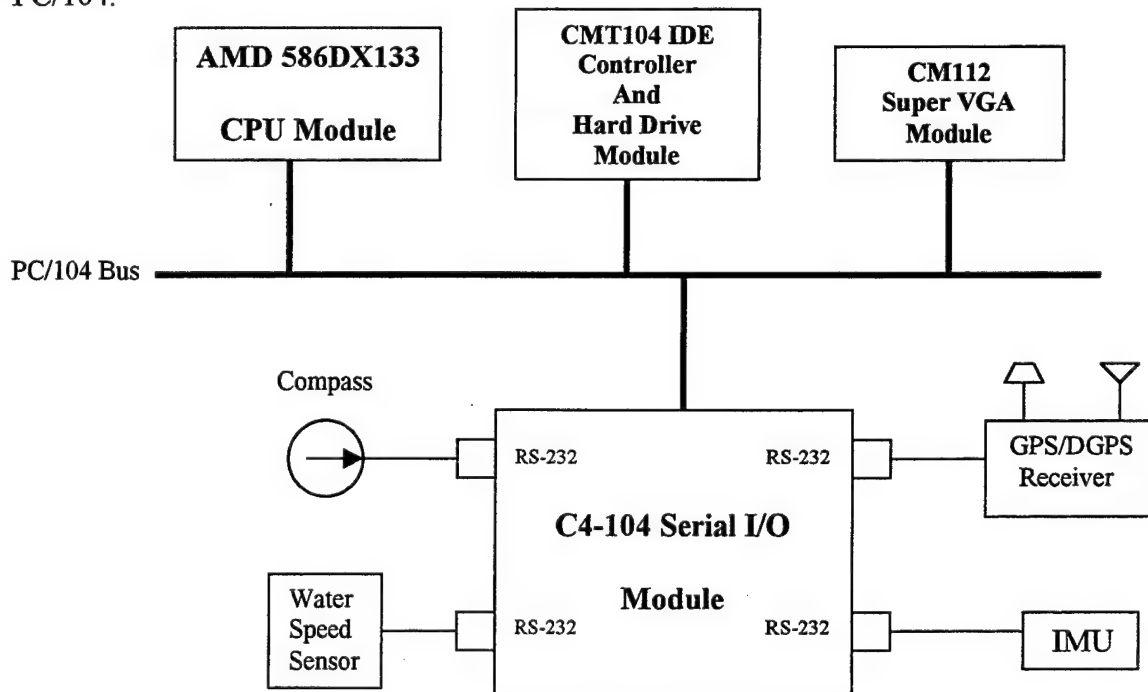 PC/104.
AMD 586DX133
CPU Module
CMT104 IDE
Controller
And
Hard Drive
Module
CM112
Super VGA
Module
PC/104 Bus
Compass
RS-232
RS-232
GPS/DGPS
Receiver
C4-104 Serial I/O
Module
Water
Speed
Sensor
RS-232
RS-232
IMU